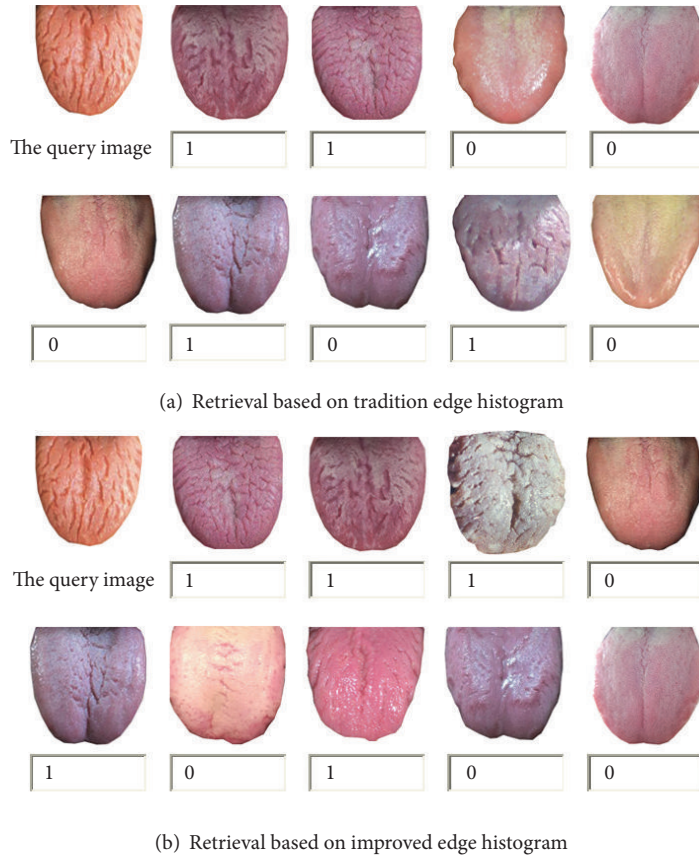 The query image 1 1 0 0
0 1 0 1 0
(a) Retrieval based on tradition edge histogram
The query image 1 1 1 0
1 0 1 0 0
(b) Retrieval based on improved edge histogram